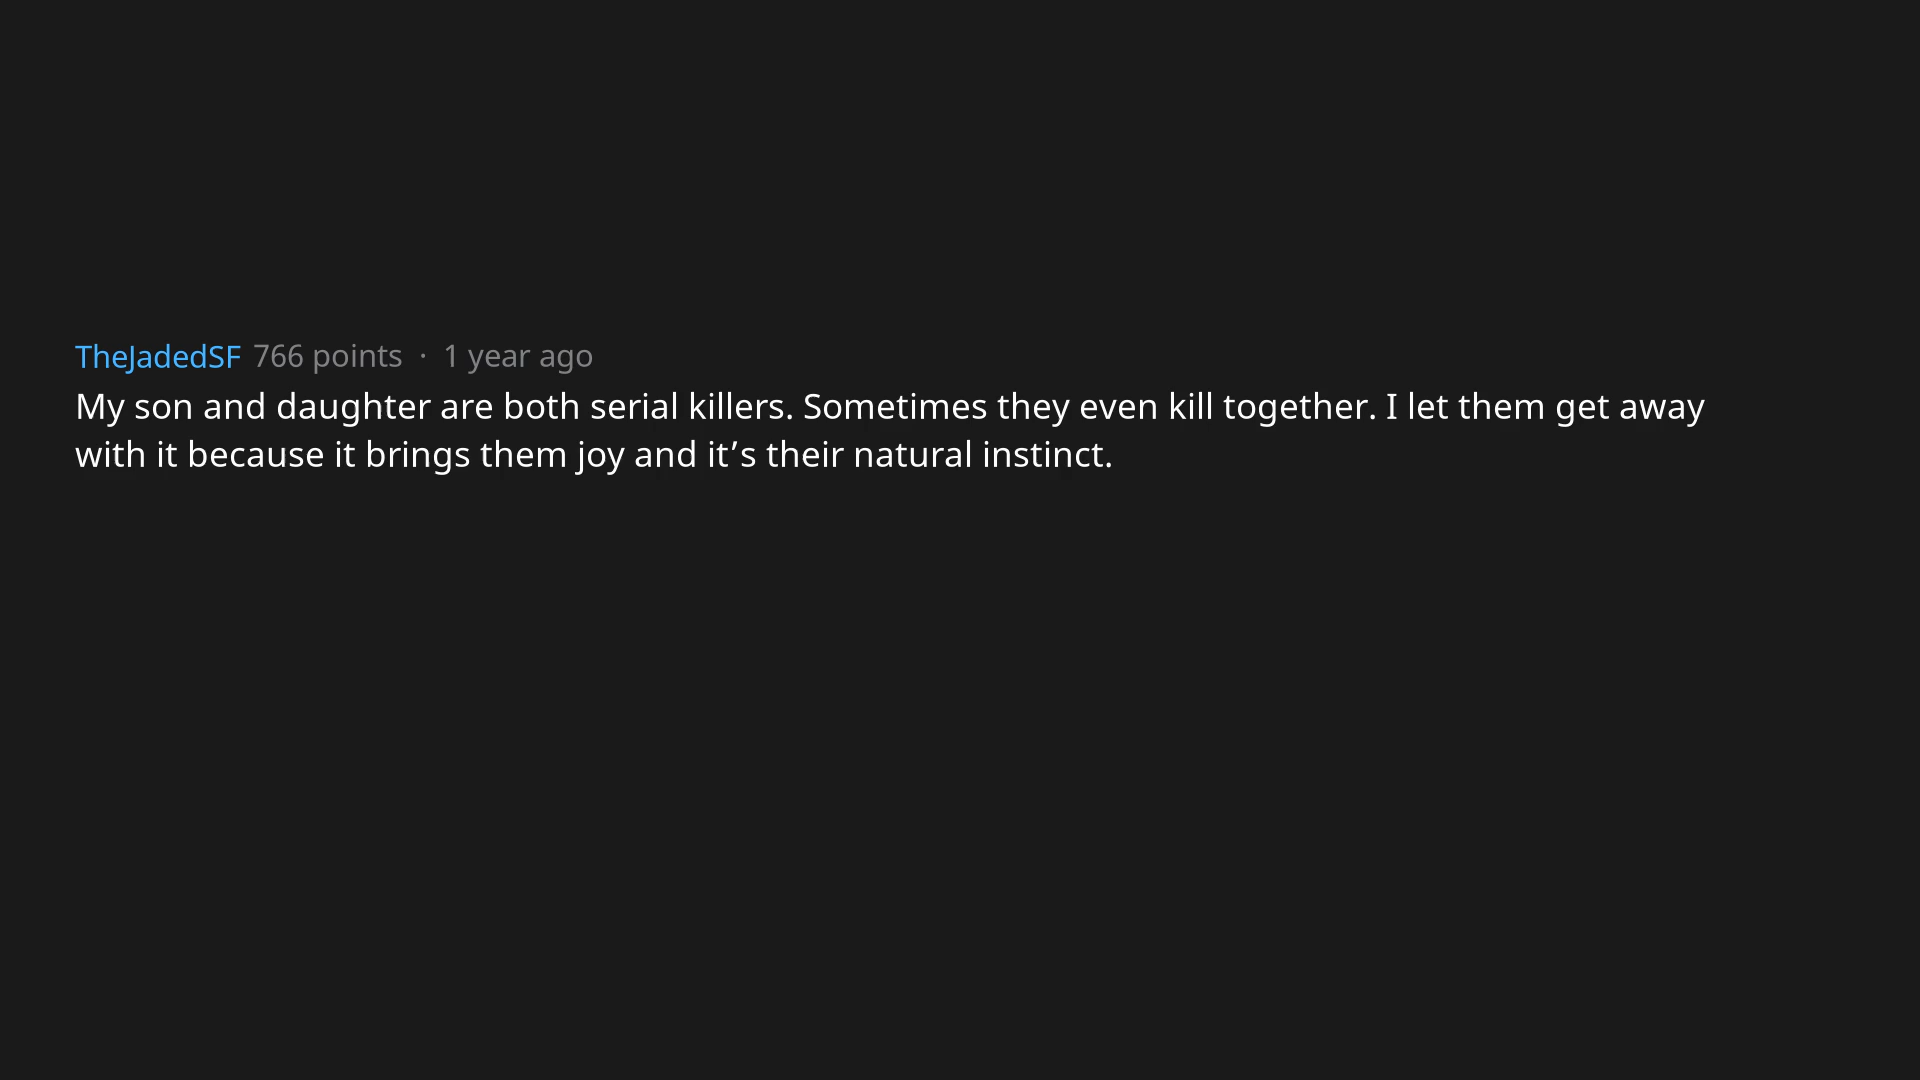 TheJadedSF 766 points · 1 year ago
My son and daughter are both serial killers. Sometimes they even kill together. I let them get away
with it because it brings them joy and it’s their natural instinct.